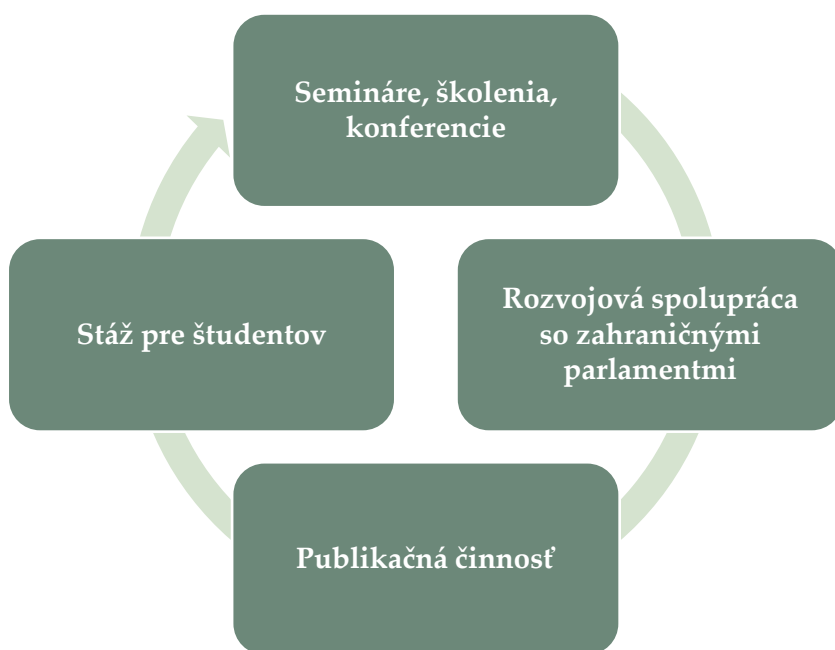 Semináre, školenia,
konferencie
Stáž pre študentov
Rozvojová spolupráca
so zahraničnými
parlamentmi
Publikačná činnosť